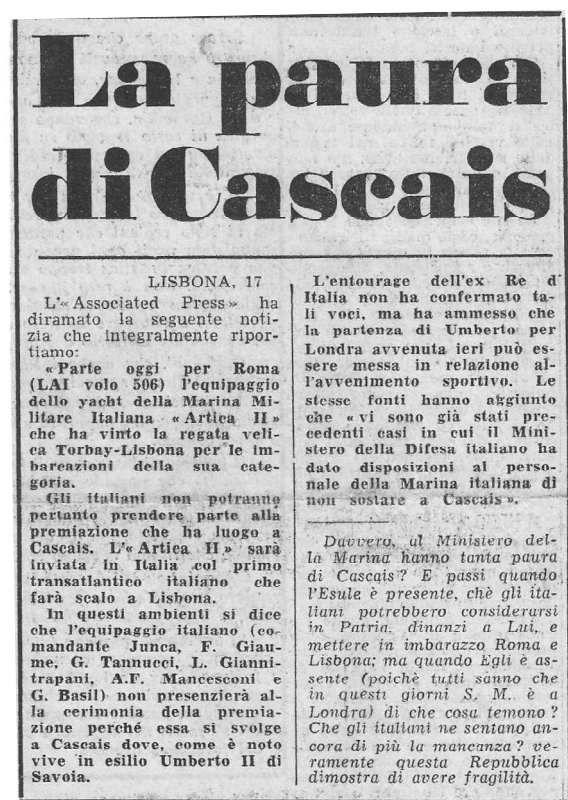 La paura
di Cascais
LISBONA, 17
L'«Associated Press» ha
diramato la seguente noti-
zia che integralmente ripor-
tiamo:
«Parte oggi per Roma
(LAI volo 506) l'equipaggio
dello yacht della Marina Mi-
litare Italiana «Artica II»
che ha vinto la regata veli-
ca Torbay-Lisbona per le im-
barcazioni della sua cate-
goria.
Gli italiani non potranno
pertanto prendere parte alla
premiazione che ha luogo a
Cascais. L'«Artica II» sarà
inviata in Italia col primo
transatlantico italiano che
farà scalo a Lisbona.
In questi ambienti si dice
che l'equipaggio italiano (co-
mandante Junca, F. Giau-
me, G. Tannucci, L. Gianni-
trapani, A.F. Mancesconi e
G. Basil) non presenzierà al-
la cerimonia della premia-
zione perché essa si svolge
a Cascais dove, come è noto
vive in esilio Umberto II di
Savoia.
L'entourage dell'ex Re d'
Italia non ha confermato ta-
li voci, ma ha ammesso che
la partenza di Umberto per
Londra avvenuta ieri può es-
sere messa in relazione al-
l'avvenimento sportivo. Le
stesse fonti hanno aggiunto
che «vi sono già stati pre-
cedenti casi in cui il Mini-
stero della Difesa italiano ha
dato disposizioni al perso-
nale della Marina italiana di
non sostare a Cascais».
Davvero, al Ministero del-
la Marina hanno tanta paura
di Cascais? E passi quando
l'Esule è presente, chè gli ita-
liani potrebbero considerarsi
in Patria, dinanzi a Lui, e
mettere in imbarazzo Roma e
Lisbona; ma quando Egli è as-
sente (poichè tutti sanno che
in questi giorni S. M. è a
Londra) di che cosa temono?
Che gli italiani ne sentano an-
cora di più la mancanza? ve-
ramente questa Repubblica
dimostra di avere fragilità.